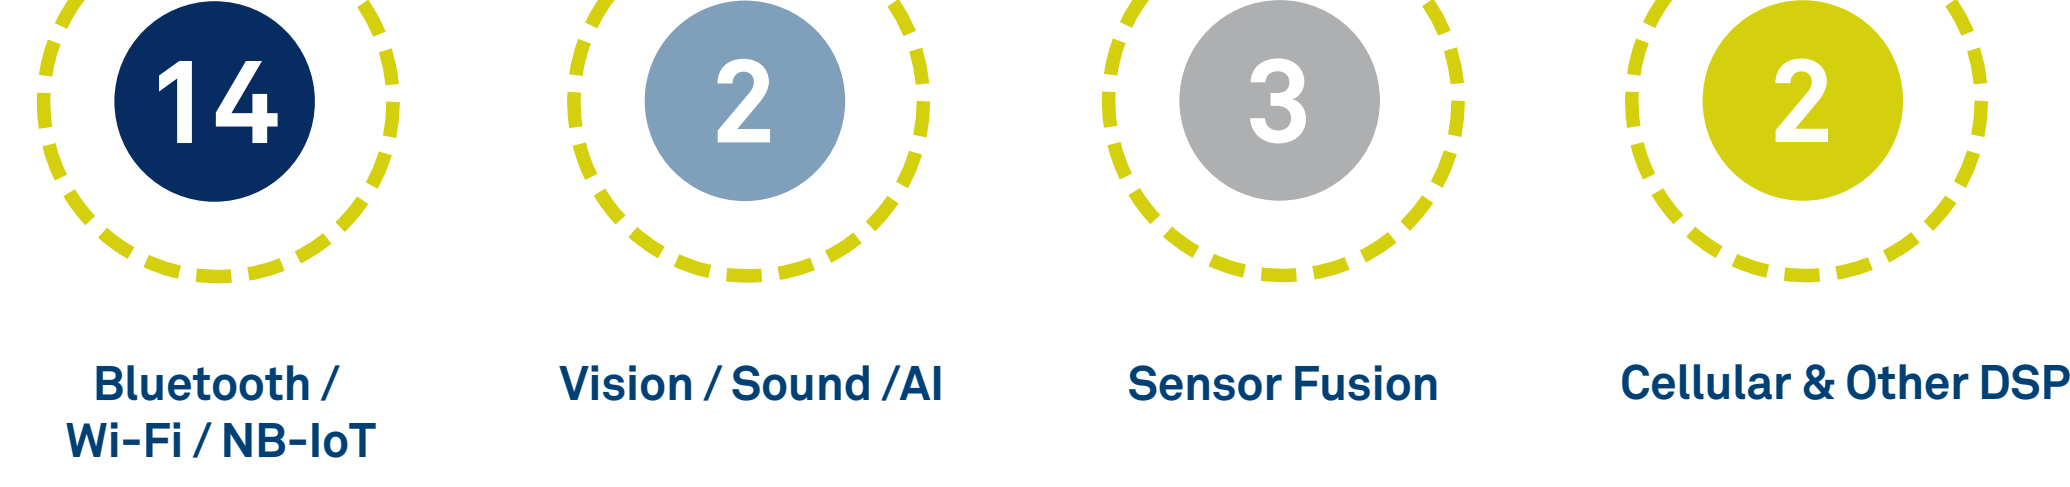 14
2
3
2
Bluetooth /
Wi-Fi / NB-IoT
Vision / Sound /AI
Sensor Fusion
Cellular & Other DSP